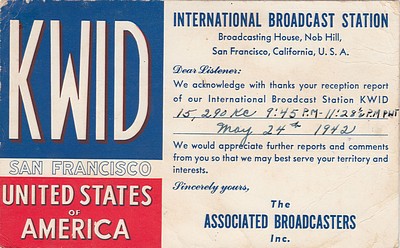 KWID
SAN FRANCISCO
UNITED STATES
OF
AMERICA
INTERNATIONAL BROADCAST STATION
Broadcasting House, Nob Hill,
San Francisco, California, U. S. A.
Dear Listener:
We acknowledge with thanks your reception report
of our International Broadcast Station KWID
15,290 KC 9:45 P.M-11:28½ P.M PWT
May 24th 1942
We would appreciate further reports and comments
from you so that we may best serve your territory and
interests.
Sincerely yours,
The
ASSOCIATED BROADCASTERS
Inc.